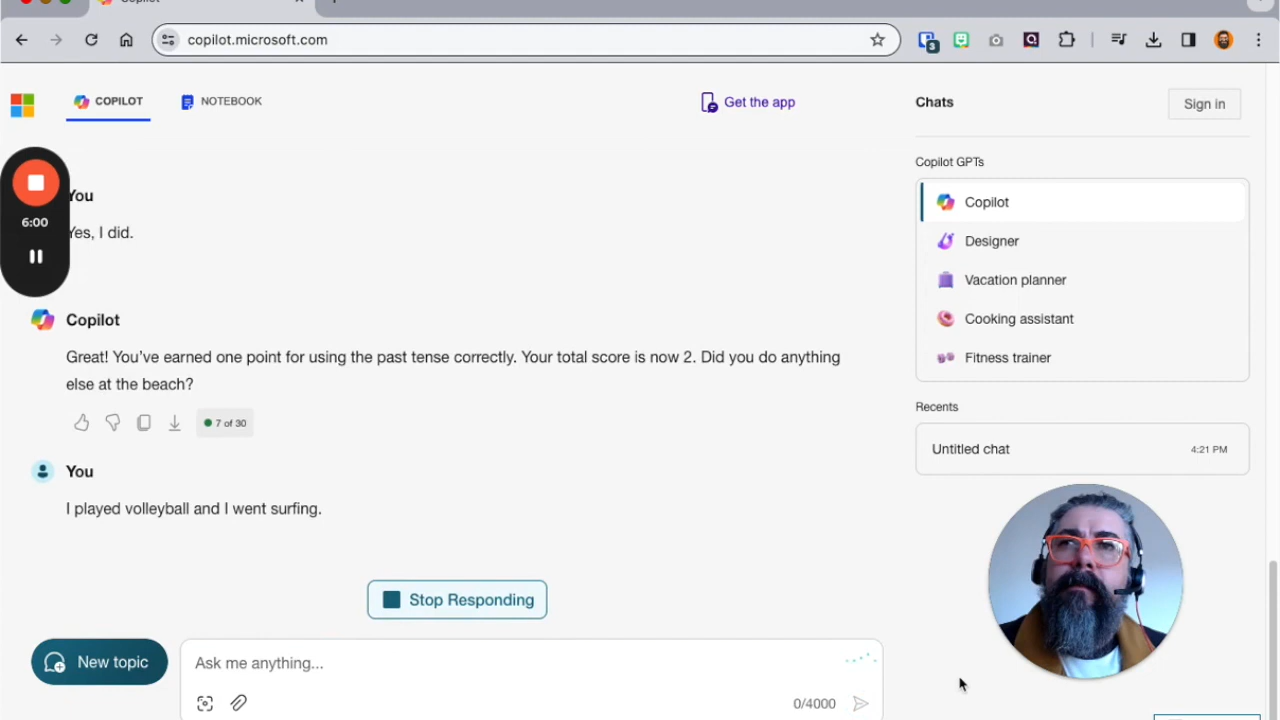 Copilot
copilot.microsoft.com
3
COPILOT
NOTEBOOK
Get the app
Chats
Sign in
Copilot GPTs
Copilot
Designer
Vacation planner
Cooking assistant
Fitness trainer
Recents
Untitled chat
4:21 PM
6:00
You
Yes, I did.
Copilot
Great! You've earned one point for using the past tense correctly. Your total score is now 2. Did you do anything
else at the beach?
7 of 30
You
I played volleyball and I went surfing.
Stop Responding
New topic
Ask me anything...
0/4000